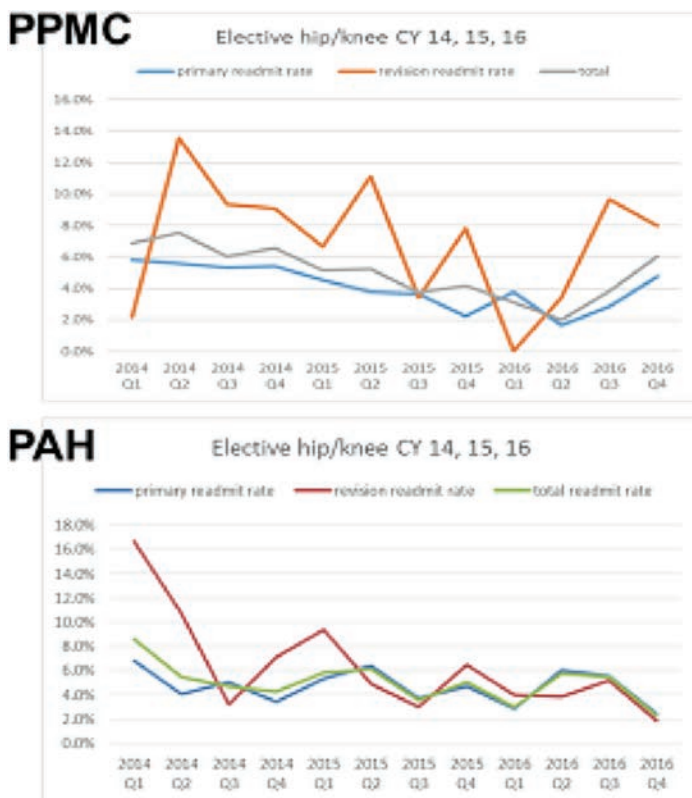 PPMC
Elective hip/knee CY 14, 15, 16
primary readmit rate revision readmit rate total
16.0%
14.0%
12.0%
10.0%
8.0%
6.0%
4.0%
2.0%
0.0%
2014 2014 2014 2014 2015 2015 2015 2015 2016 2016 2016 2016
Q1 Q2 Q3 Q4 Q1 Q2 Q3 Q4 Q1 Q2 Q3 Q4
PAH
Elective hip/knee CY 14, 15, 16
primary readmit rate revision readmit rate total readmit rate
18.0%
16.0%
14.0%
12.0%
10.0%
8.0%
6.0%
4.0%
2.0%
0.0%
2014 2014 2014 2014 2015 2015 2015 2015 2016 2016 2016 2016
Q1 Q2 Q3 Q4 Q1 Q2 Q3 Q4 Q1 Q2 Q3 Q4